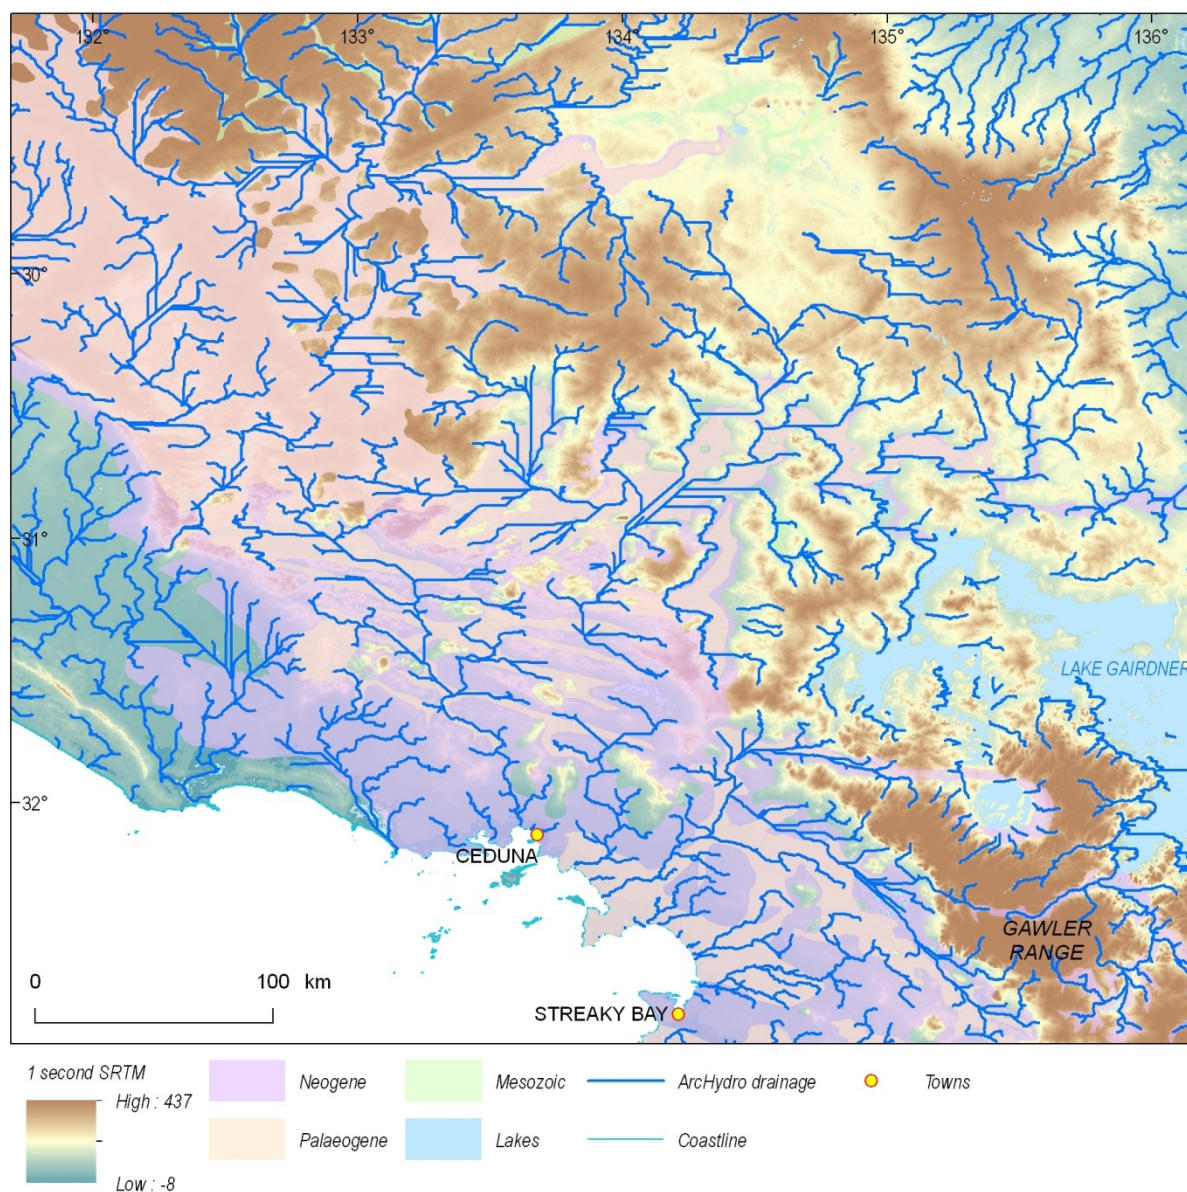 132° 133° 134° 135° 136°
30°
31°
LAKE GAIRDNER
32°
CEDUNA
GAWLER
RANGE
0 100 km
STREAKY BAY
1 second SRTM
High : 437
Low : -8
Neogene Mesozoic ArcHydro drainage Towns
Palaeogene Lakes Coastline